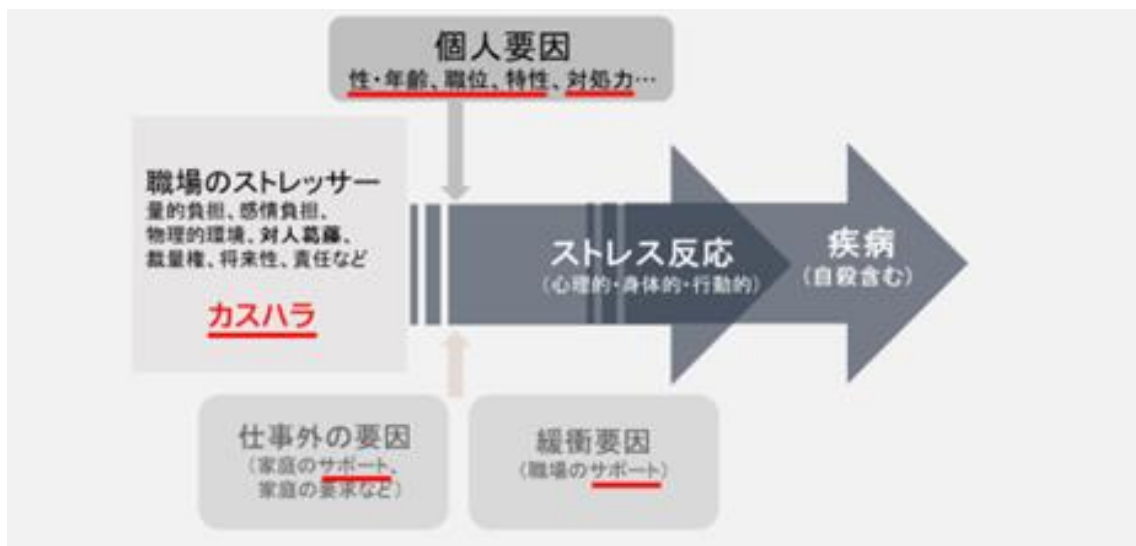 個人要因
性・年齢、職位、特性、対処力…
職場のストレッサー
量的負担、感情負担、
物理的環境、対人葛藤、
裁量権、将来性、責任など
カスハラ
ストレス反応
（心理的・身体的・行動的）
疾病
（自殺含む）
仕事外の要因
（家庭のサポート、
家庭の要求など）
緩衝要因
（職場のサポート）